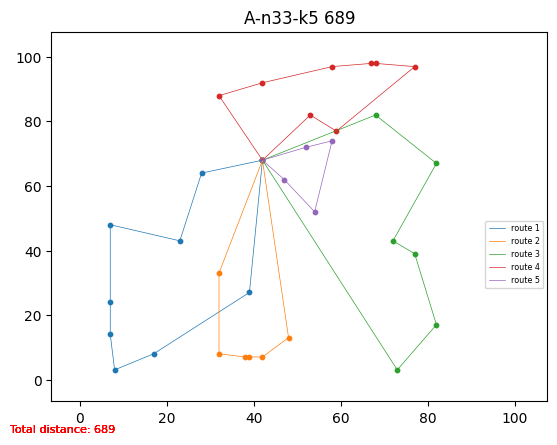 A-n33-k5 689
100
80
60
40
20
0
0 20 40 60 80 100
route 1
route 2
route 3
route 4
route 5
Total distance: 689